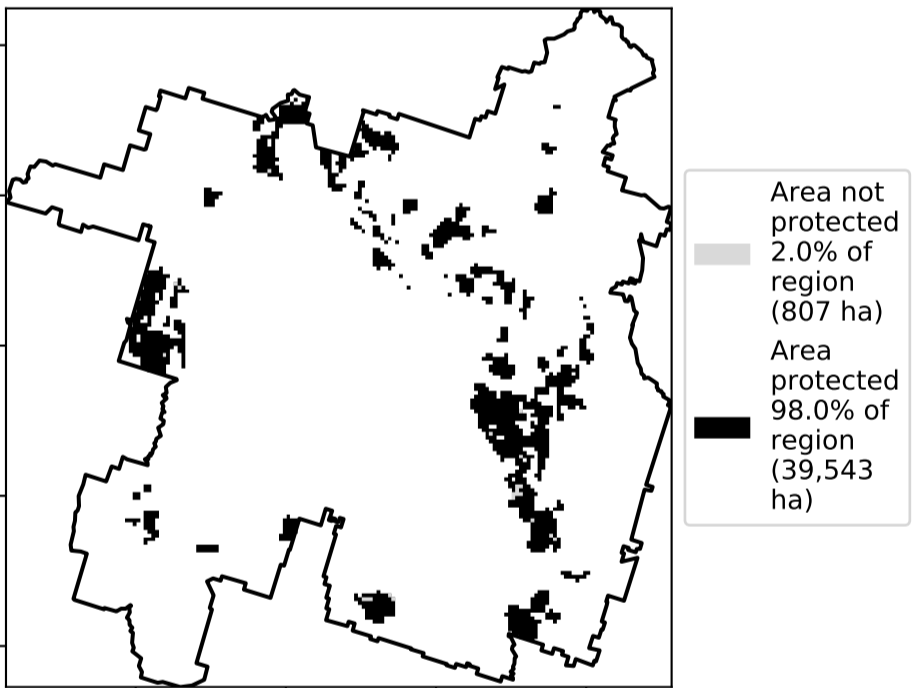 Area not
protected
2.0% of
region
(807 ha)
Area
protected
98.0% of
region
(39,543
ha)